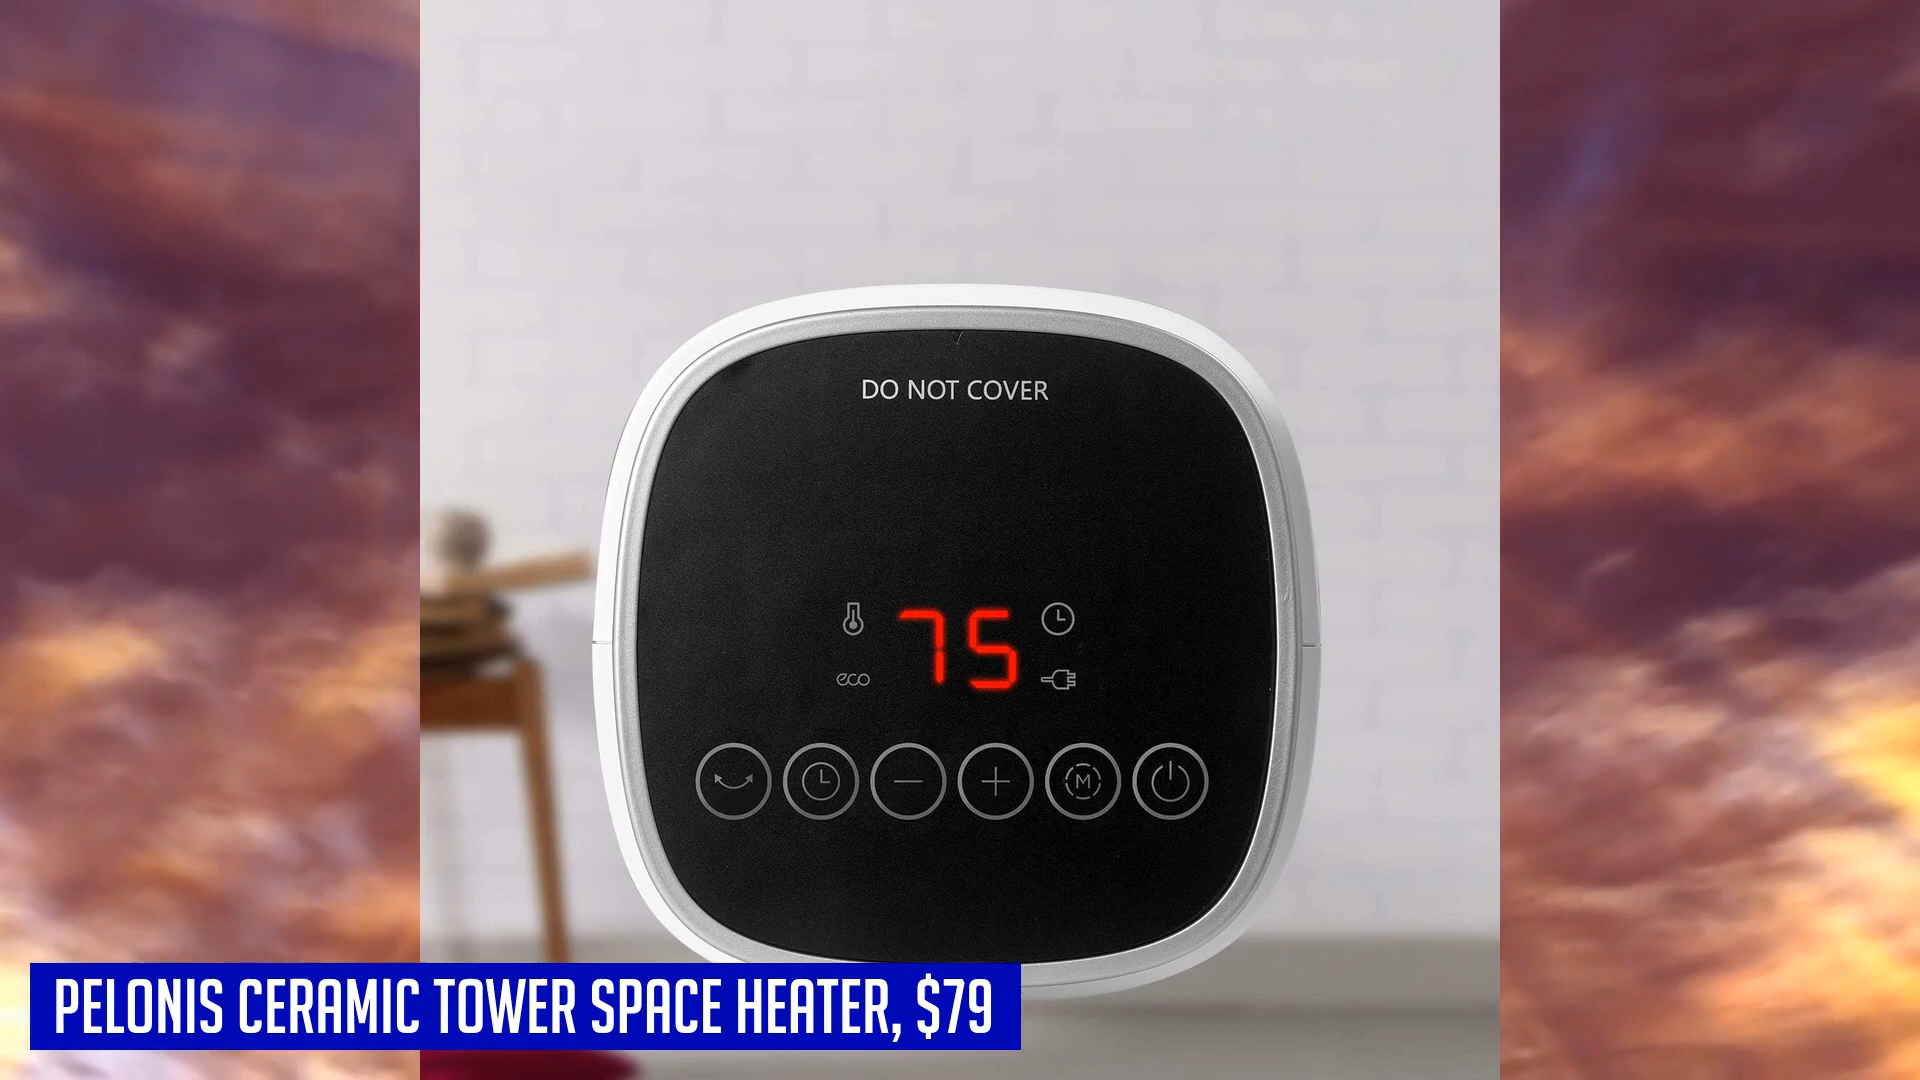 DO NOT COVER
75
eco
M
PELONIS CERAMIC TOWER SPACE HEATER, $79